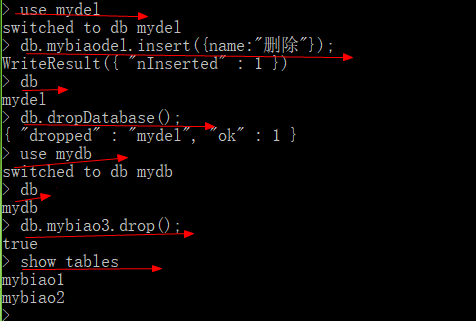 > use mydel
switched to db mydel
> db.mybiaodel.insert({name:"删除"});
WriteResult({ "nInserted" : 1 })
> db
mydel
> db.dropDatabase();
{ "dropped" : "mydel", "ok" : 1 }
> use mydb
switched to db mydb
> db
mydb
> db.mybiao3.drop();
true
> show tables
mybiao1
mybiao2
>